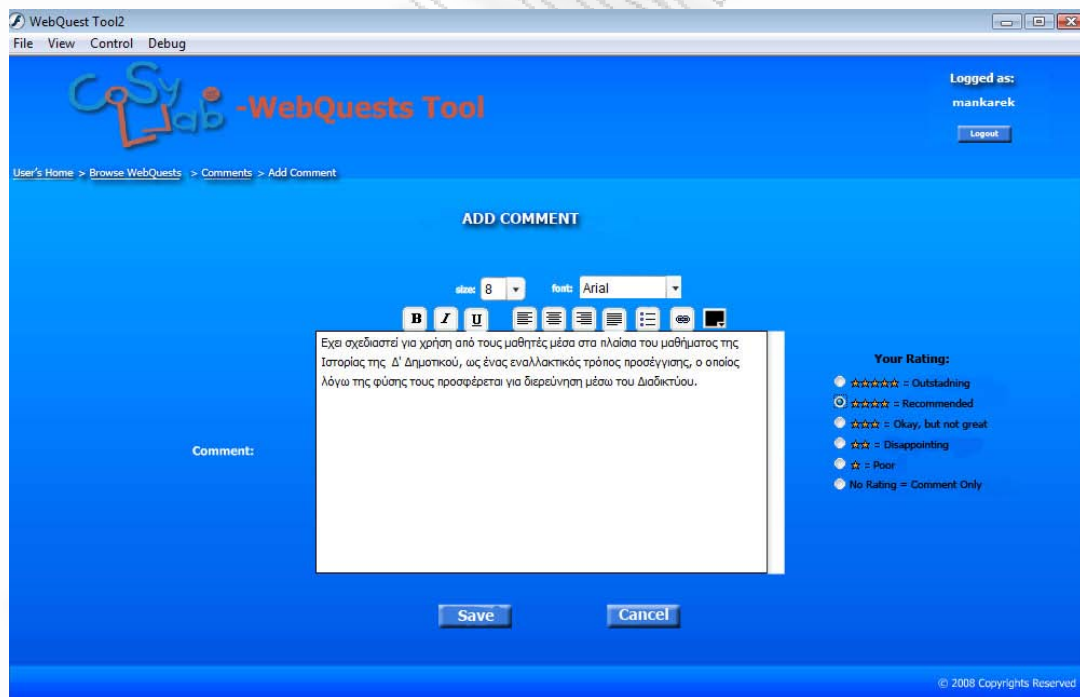 WebQuest Tool2
File View Control Debug
CoSy Lab -WebQuests Tool
Logged as:
mankarek
Logout
User's Home > Browse WebQuests > Comments > Add Comment
ADD COMMENT
size: 8 font: Arial
B I U
Εχει σχεδιαστεί για χρήση από τους μαθητές μέσα στα πλαίσια του μαθήματος της
Ιστορίας της Δ' Δημοτικού, ως ένας εναλλακτικός τρόπος προσέγγισης, ο οποίος
λόγω της φύσης τους προσφέρεται για διερεύνηση μέσω του Διαδικτύου.
Comment:
Your Rating:
= Outstadning
= Recommended
= Okay, but not great
= Disappointing
= Poor
No Rating = Comment Only
Save Cancel
© 2008 Copyrights Reserved